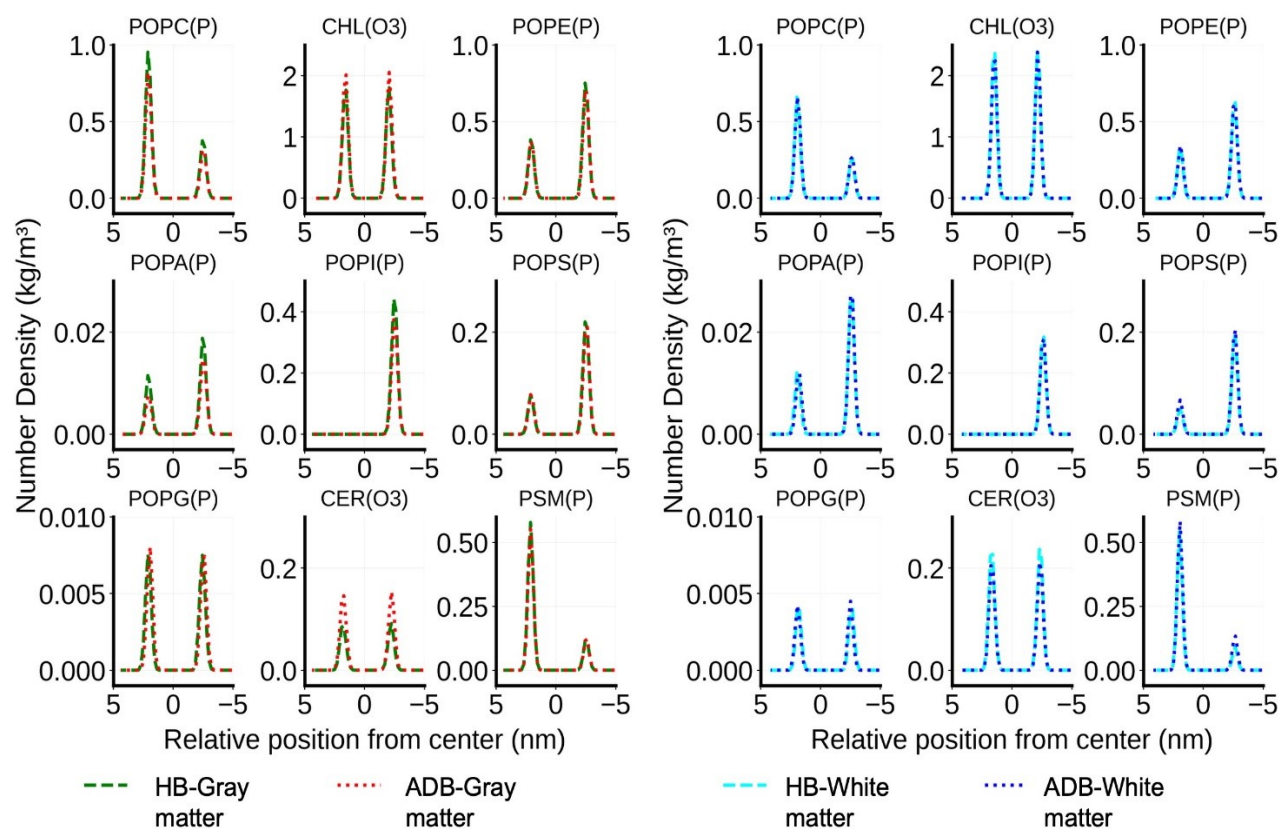 POPC(P) CHL(O3) POPE(P) POPC(P) CHL(O3) POPE(P)
1.0 2 1.0 1.0 2 1.0
0.5 1 0.5 0.5 1 0.5
0.0 0 0.0 0.0 0 0.0
5 0 -5 5 0 -5 5 0 -5 5 0 -5 5 0 -5 5 0 -5
POPA(P) POPI(P) POPS(P) POPA(P) POPI(P) POPS(P)
0.02 0.4 0.2 0.02 0.4 0.2
0.2 0.2
0.00 0.0 0.0 0.00 0.0 0.0
5 0 -5 5 0 -5 5 0 -5 5 0 -5 5 0 -5 5 0 -5
POPG(P) CER(O3) PSM(P) POPG(P) CER(O3) PSM(P)
0.010 0.2 0.50 0.010 0.2 0.50
0.005 0.25 0.005 0.25
0.000 0.0 0.00 0.000 0.0 0.00
5 0 -5 5 0 -5 5 0 -5 5 0 -5 5 0 -5 5 0 -5
Number Density (kg/m³) Number Density (kg/m³)
Relative position from center (nm) Relative position from center (nm)
HB-Gray ADB-Gray HB-White ADB-White
matter matter matter matter